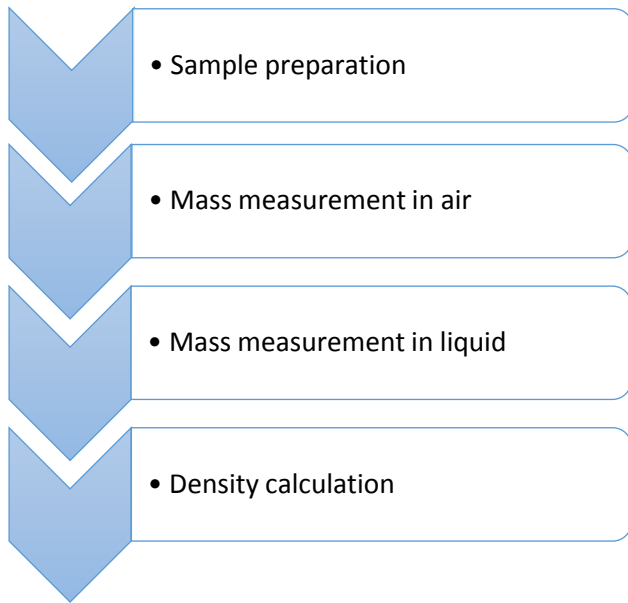 • Sample preparation
• Mass measurement in air
• Mass measurement in liquid
• Density calculation